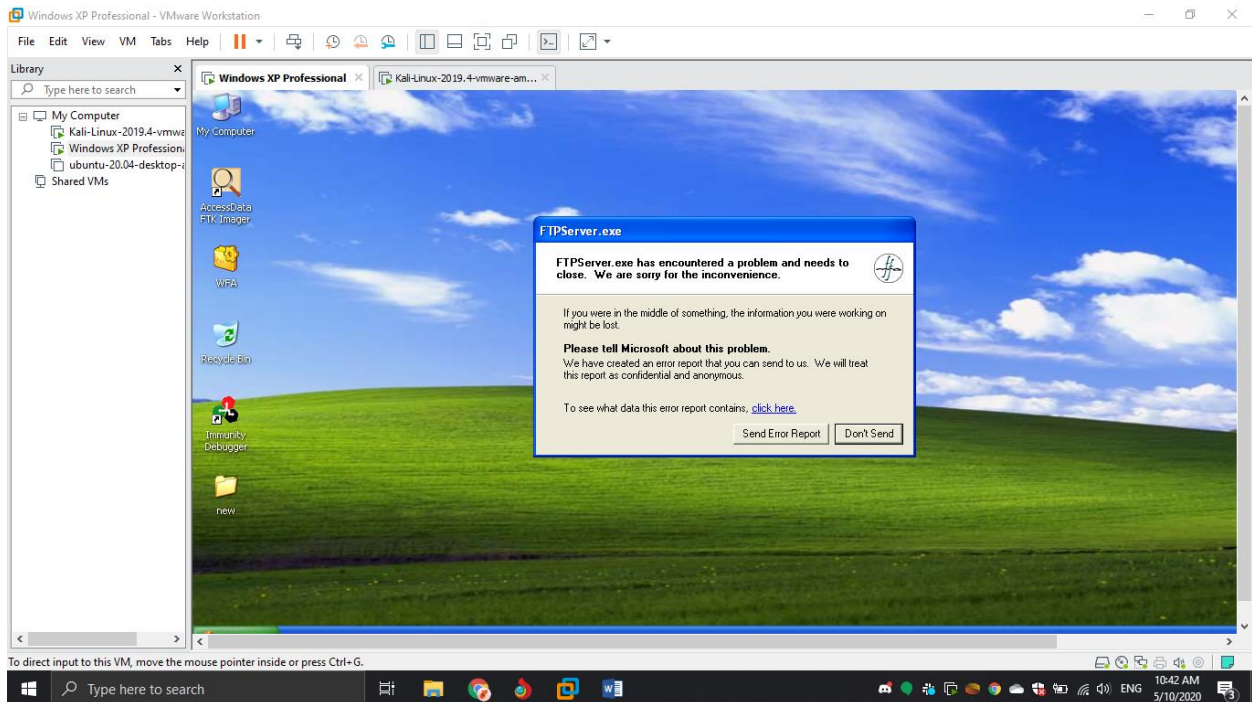 Windows XP Professional - VMware Workstation
File Edit View VM Tabs Help
Library
Type here to search
My Computer
Kali-Linux-2019.4-vmwa
Windows XP Profession
ubuntu-20.04-desktop-a
Shared VMs
Windows XP Professional
Kali-Linux-2019.4-vmware-am...
My Computer
AccessData
FTK Imager
WFA
Recycle Bin
Immunity
Debugger
new
FTPServer.exe
FTPServer.exe has encountered a problem and needs to
close. We are sorry for the inconvenience.
If you were in the middle of something, the information you were working on
might be lost.
Please tell Microsoft about this problem.
We have created an error report that you can send to us. We will treat
this report as confidential and anonymous.
To see what data this error report contains, click here.
Send Error Report Don't Send
To direct input to this VM, move the mouse pointer inside or press Ctrl+G.
Type here to search
ENG
10:42 AM
5/10/2020
3